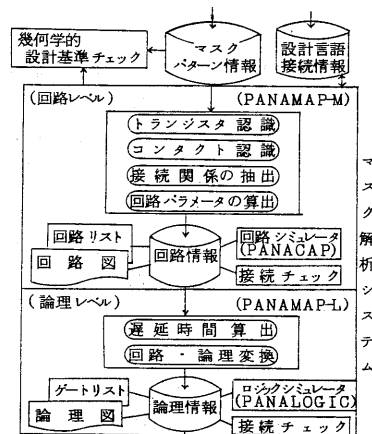 幾何学的
設計基準チェック
マスク
パターン情報
設計言語
接続情報
(回路レベル)
(PANAMAP-M)
トランジスタ認識
コンタクト認識
接続関係の抽出
回路パラメータの算出
回路リスト
回路図
回路情報
回路シミュレータ
(PANACAP)
接続チェック
(論理レベル)
(PANAMAP-L)
遅延時間算出
回路・論理変換
ゲートリスト
論理図
論理情報
ロジックシミュレータ
(PANALOGIC)
接続チェック
マスク解析システム